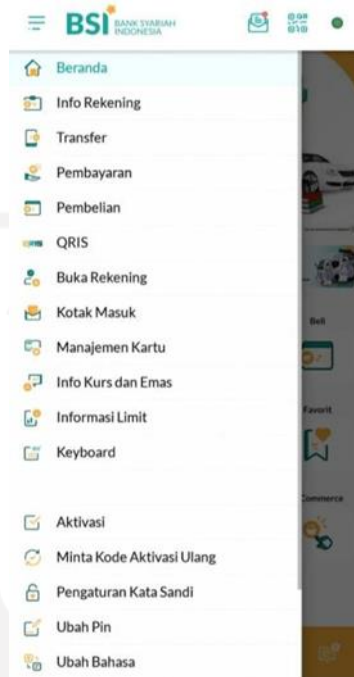 BSI BANK SYARIAH
INDONESIA
Beranda
Info Rekening
Transfer
Pembayaran
Pembelian
QRIS
Buka Rekening
Kotak Masuk
Beli
Manajemen Kartu
Info Kurs dan Emas
Informasi Limit
Favorit
Keyboard
Commerce
Aktivasi
Minta Kode Aktivasi Ulang
Pengaturan Kata Sandi
Ubah Pin
Ubah Bahasa